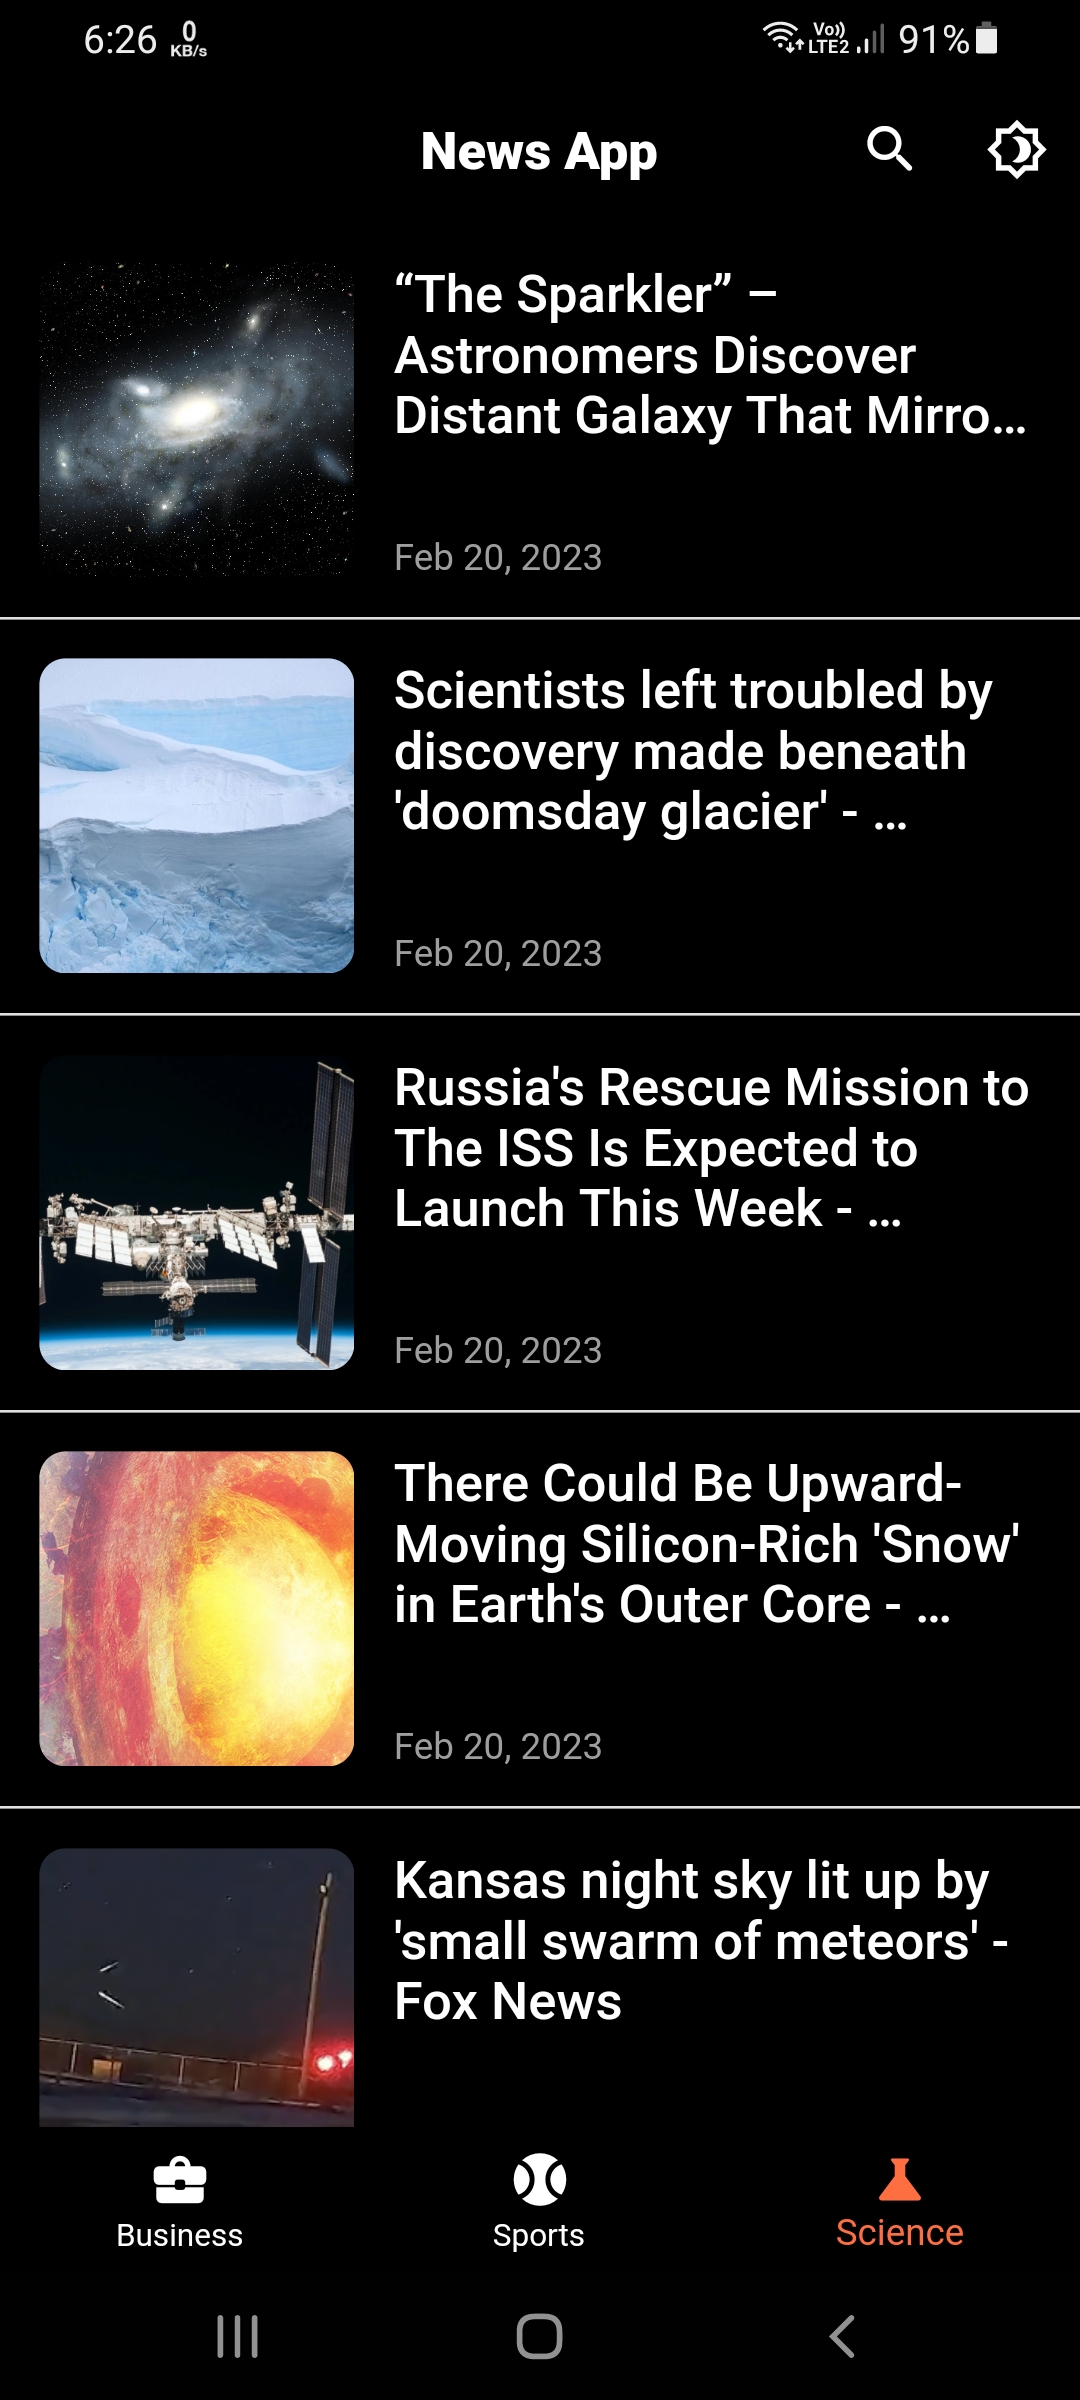 6:26 0 KB/s Vo)) LTE2 91%
News App
“The Sparkler” –
Astronomers Discover
Distant Galaxy That Mirro...
Feb 20, 2023
Scientists left troubled by
discovery made beneath
'doomsday glacier' - ...
Feb 20, 2023
Russia's Rescue Mission to
The ISS Is Expected to
Launch This Week - ...
Feb 20, 2023
There Could Be Upward-
Moving Silicon-Rich 'Snow'
in Earth's Outer Core - ...
Feb 20, 2023
Kansas night sky lit up by
'small swarm of meteors' -
Fox News
Business Sports Science